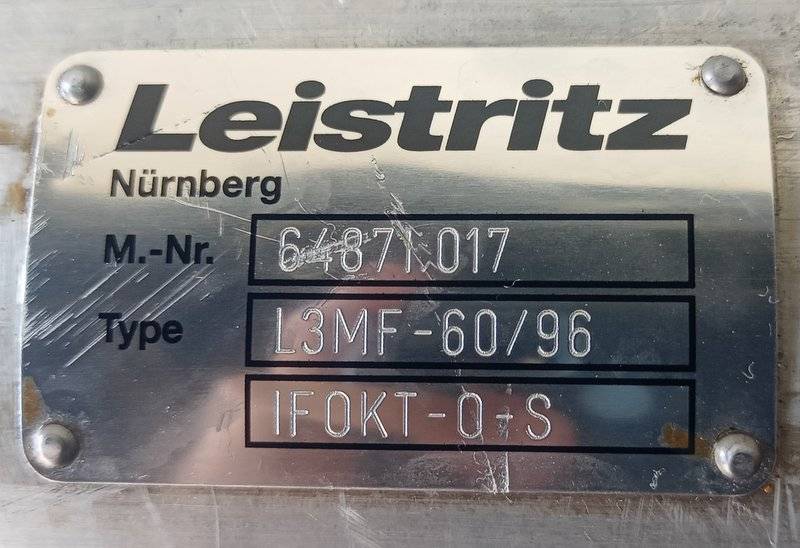 Leistritz
Nürnberg
M.-Nr. 64871.017
Type L3MF-60/96
IFOKT-O-S